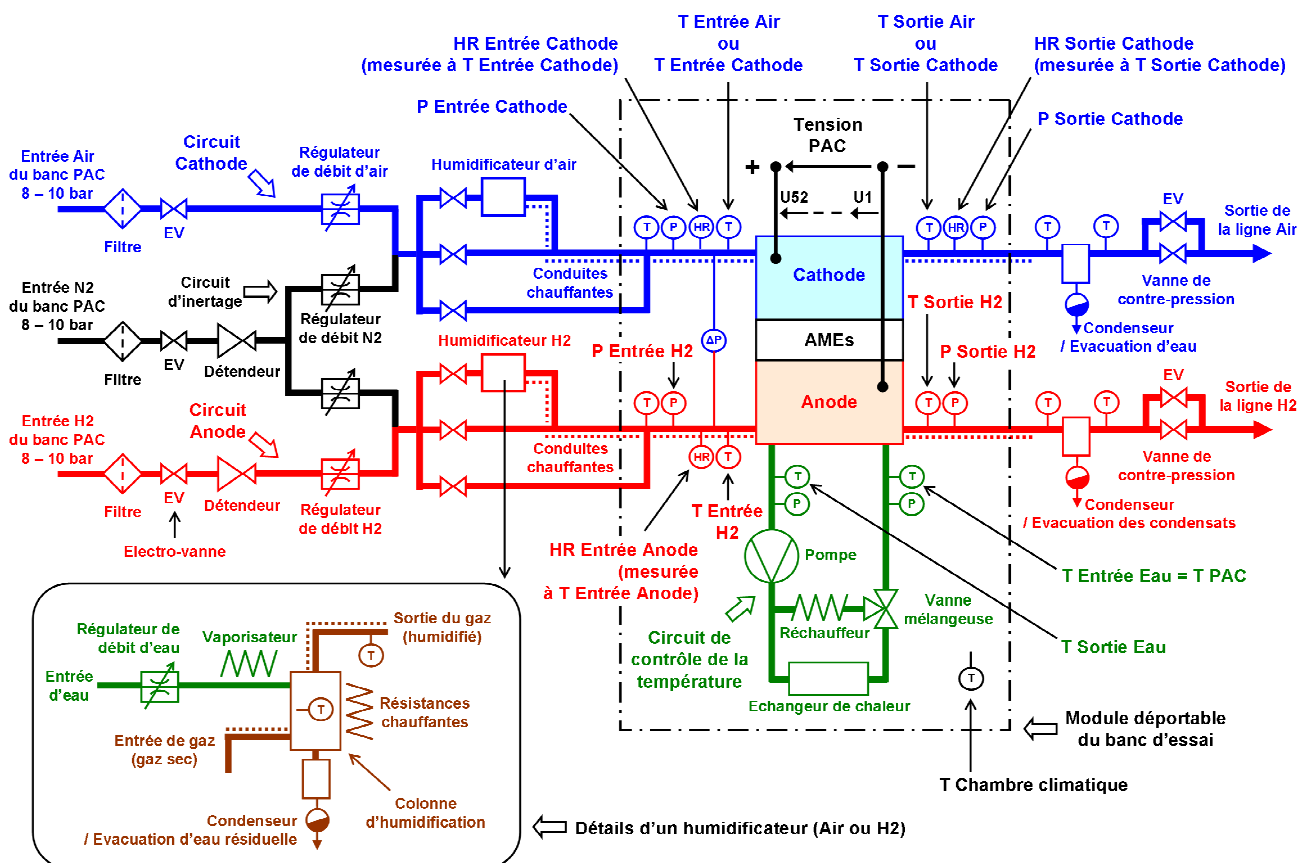 T Entrée Air
ou
T Entrée Cathode
T Sortie Air
ou
T Sortie Cathode
HR Entrée Cathode
(mesurée à T Entrée Cathode)
HR Sortie Cathode
(mesurée à T Sortie Cathode)
P Entrée Cathode
P Sortie Cathode
Entrée Air
du banc PAC
8 – 10 bar
Circuit
Cathode
Régulateur
de débit d'air
Humidificateur d'air
Tension
PAC
+
–
U52
U1
EV
Sortie de
la ligne Air
Filtre
EV
T
P
HR
T
T
HR
P
T
T
Conduites
chauffantes
Cathode
Vanne de
contre-pression
Condenseur
/ Evacuation d'eau
Entrée N2
du banc PAC
8 – 10 bar
Circuit
d'inertage
Régulateur
de débit N2
Filtre
EV
Détendeur
Humidificateur H2
ΔP
AMEs
P Entrée H2
T Sortie H2
P Sortie H2
Entrée H2
du banc PAC
8 – 10 bar
Circuit
Anode
T
P
Anode
T
P
T
T
EV
Sortie de
la ligne H2
Conduites
chauffantes
HR
T
Filtre
EV
Détendeur
Régulateur
de débit H2
Vanne de
contre-pression
Condenseur
/ Evacuation des condensats
Electro-vanne
T Entrée
H2
HR Entrée Anode
(mesurée
à T Entrée Anode)
T
P
T
P
Pompe
T Entrée Eau = T PAC
Vanne
mélangeuse
Réchauffeur
Circuit de
contrôle de la
température
T Sortie Eau
Echangeur de chaleur
T
Module déportable
du banc d'essai
T Chambre climatique
Régulateur de
débit d'eau
Vaporisateur
Sortie du gaz
(humidifié)
T
Entrée
d'eau
T
Résistances
chauffantes
Entrée de gaz
(gaz sec)
Colonne
d'humidification
Condenseur
/ Evacuation d'eau résiduelle
Détails d'un humidificateur (Air ou H2)